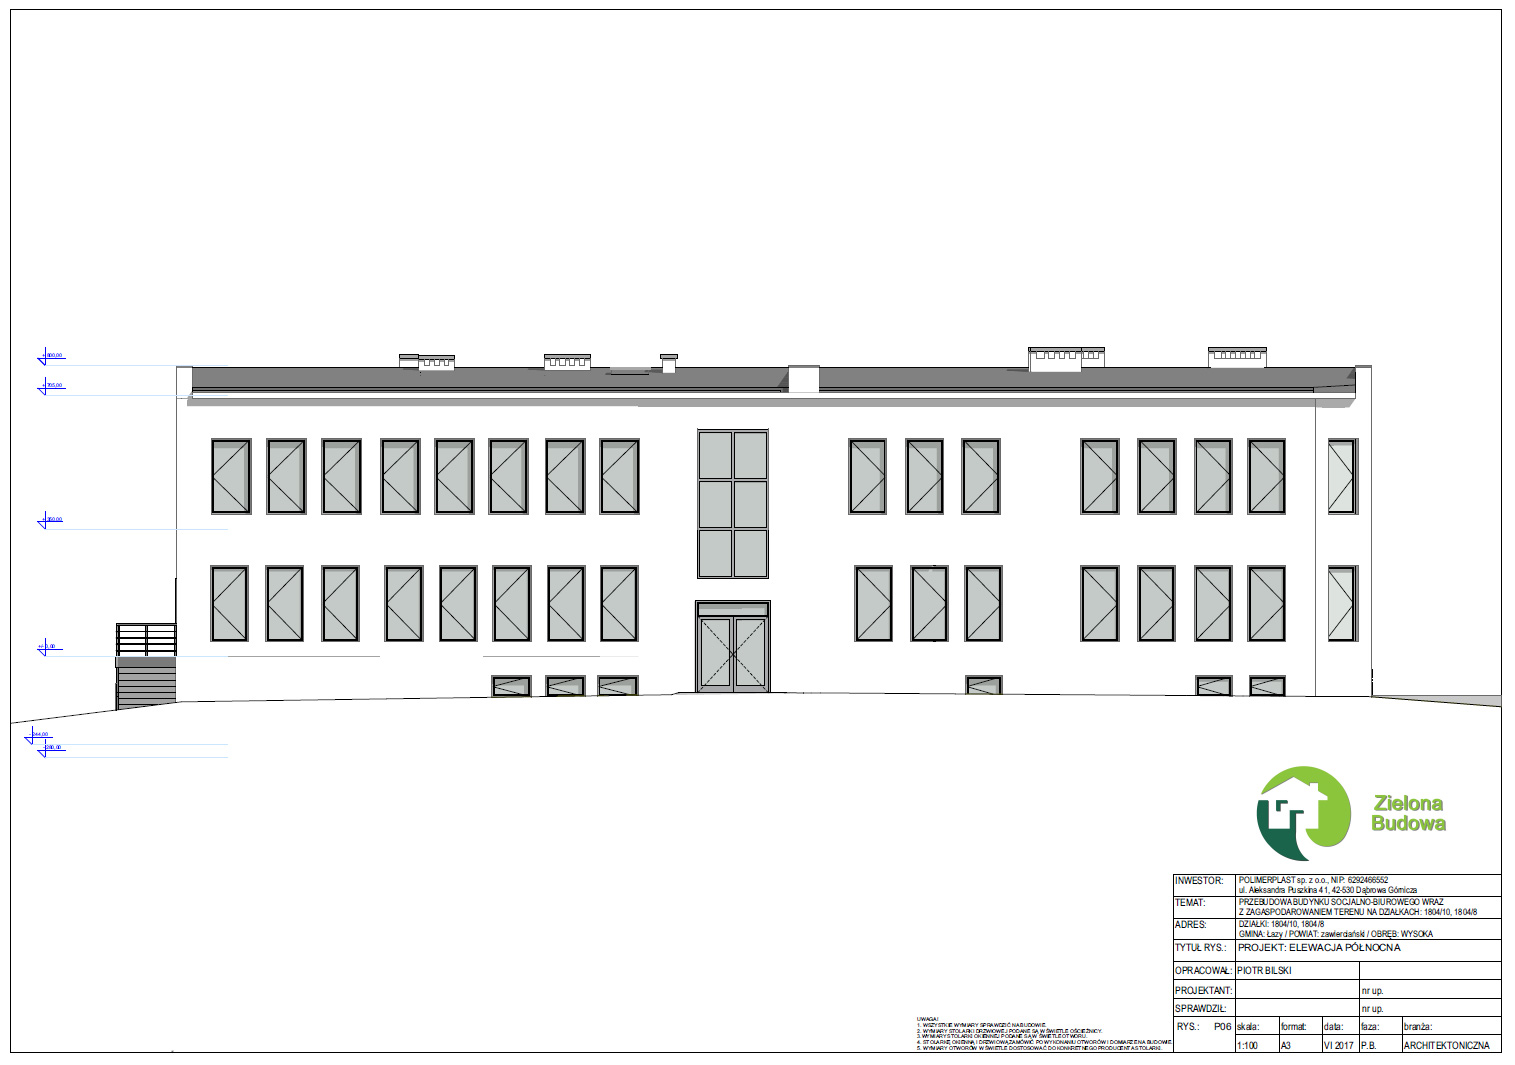 + 800,00
+ 705,00
+ 350,00
+/- 0,00
- 244,00
- 280,00
Zielona
Budowa
INWESTOR: POLIMERPLAST sp. z o.o., NIP: 6292466552
ul. Aleksandra Puszkina 41, 42-530 Dąbrowa Górnicza
TEMAT: PRZEBUDOWA BUDYNKU SOCJALNO-BIUROWEGO WRAZ
Z ZAGASPODAROWANIEM TERENU NA DZIAŁKACH: 1804/10, 1804/8
ADRES: DZIAŁKI: 1804/10, 1804/8
GMINA: Łazy / POWIAT: zawierciański / OBRĘB: WYSOKA
TYTUŁ RYS.: PROJEKT: ELEWACJA PÓŁNOCNA
OPRACOWAŁ: PIOTR BILSKI
PROJEKTANT: nr up.
SPRAWDZIŁ: nr up.
RYS.: P06 skala: format: data: faza: branża:
1:100 A3 VI 2017 P.B. ARCHITEKTONICZNA
UWAGA!
1. WSZYSTKIE WYMIARY SPRAWDZIĆ NA BUDOWIE.
2. WYMIARY STOLARKI DRZWIOWEJ PODANE SĄ W ŚWIETLE OŚCIEŻNICY.
3. WYMIARY STOLARKI OKIENNEJ PODANE SĄ W ŚWIETLE OTWORU.
4. STOLARKĘ OKIENNĄ I DRZWIOWĄ ZAMÓWIĆ PO WYKONANIU OTWORÓW I DOMIARZE NA BUDOWIE.
5. WYMIARY OTWORÓW W ŚWIETLE DOSTOSOWAĆ DO KONKRETNEGO PRODUCENTA STOLARKI.